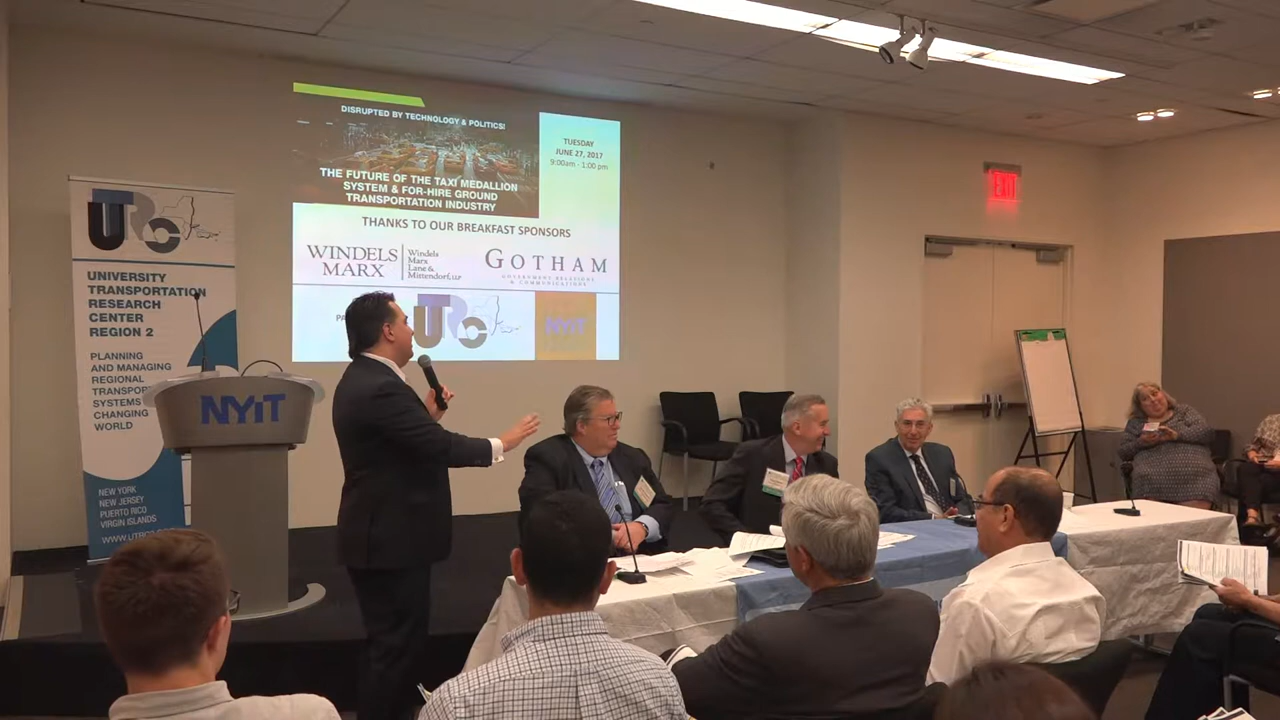 UTRC
UNIVERSITY
TRANSPORTATION
RESEARCH
CENTER
REGION 2
PLANNING
AND MANAGING
REGIONAL
SYSTEMS
CHANGING
WORLD
NEW YORK
NEW JERSEY
PUERTO RICO
VIRGIN ISLANDS
DISRUPTED BY TECHNOLOGY & POLITICS!
THE FUTURE OF THE TAXI MEDALLION
SYSTEM & FOR-HIRE GROUND
TRANSPORTATION INDUSTRY
TUESDAY
JUNE 27, 2017
9:00am - 1:00 pm
THANKS TO OUR BREAKFAST SPONSORS
WINDELS
MARX
Windels
Marx
Lane &
Mittendorf, LLP
GOTHAM
GOVERNMENT RELATIONS
& COMMUNICATIONS
UTRC
NYIT
NYIT
EXIT